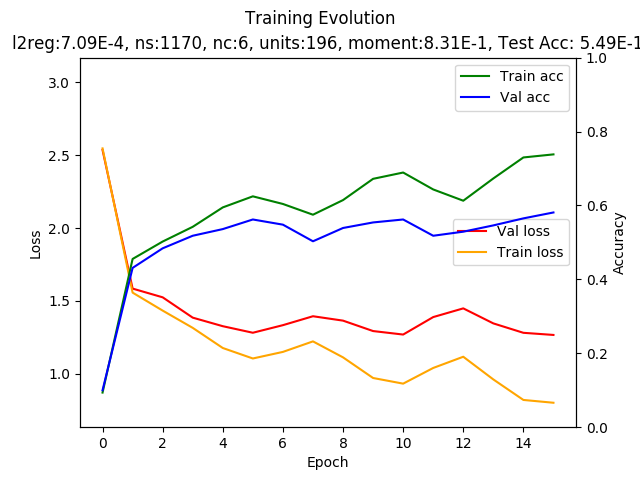 Training Evolution
l2reg:7.09E-4, ns:1170, nc:6, units:196, moment:8.31E-1, Test Acc: 5.49E-1
Train acc
Val acc
Val loss
Train loss
Loss
3.0
2.5
2.0
1.5
1.0
1.0
0.8
0.6
0.4
0.2
0.0
Accuracy
0 2 4 6 8 10 12 14
Epoch